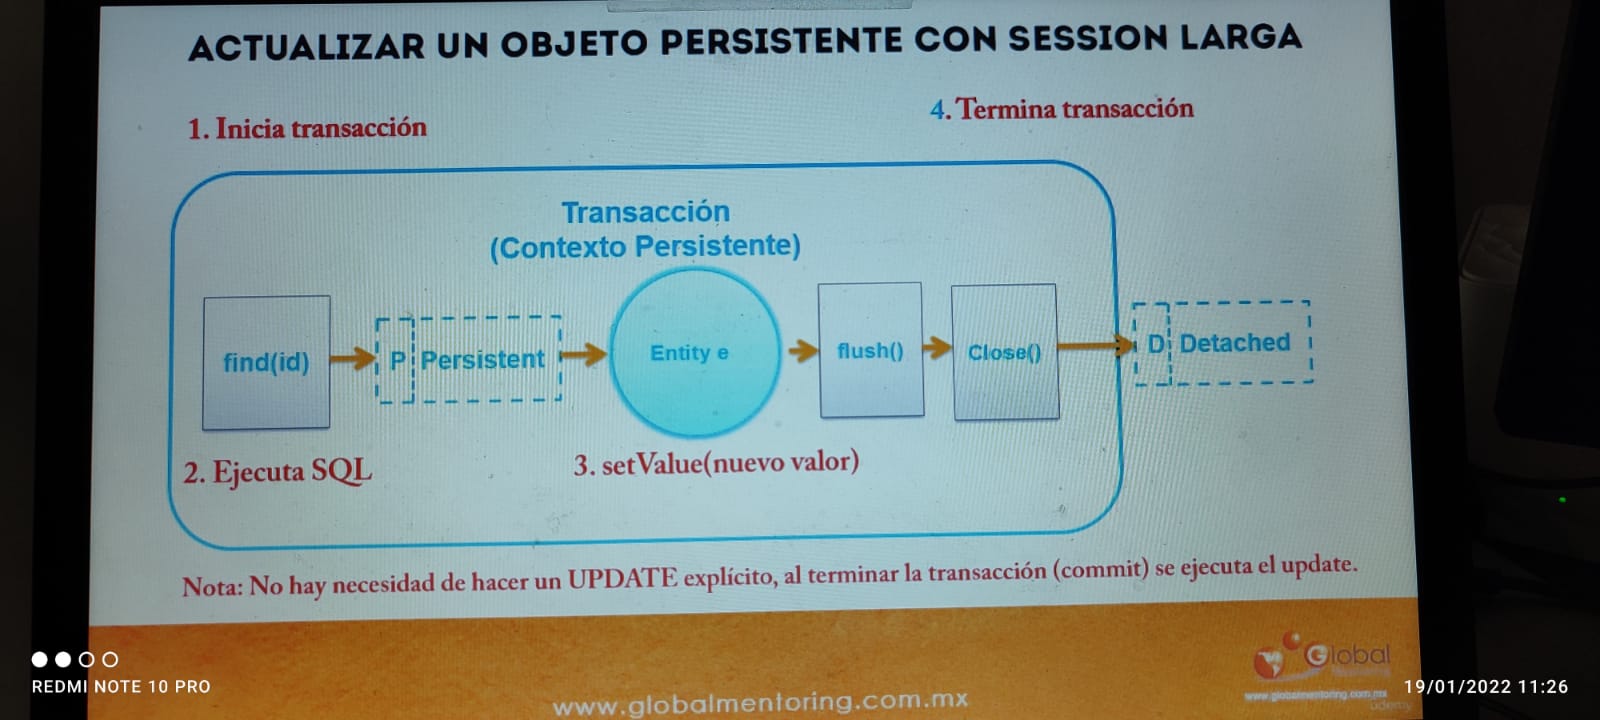 ACTUALIZAR UN OBJETO PERSISTENTE CON SESSION LARGA
1. Inicia transacción
4. Termina transacción
Transacción
(Contexto Persistente)
find(id)
P Persistent
Entity e
flush()
Close()
D Detached
2. Ejecuta SQL
3. setValue(nuevo valor)
Nota: No hay necesidad de hacer un UPDATE explícito, al terminar la transacción (commit) se ejecuta el update.
Global
www.globalmentoring.com.mx
www.globalmentoring.com.mx
udemy
REDMI NOTE 10 PRO
19/01/2022 11:26